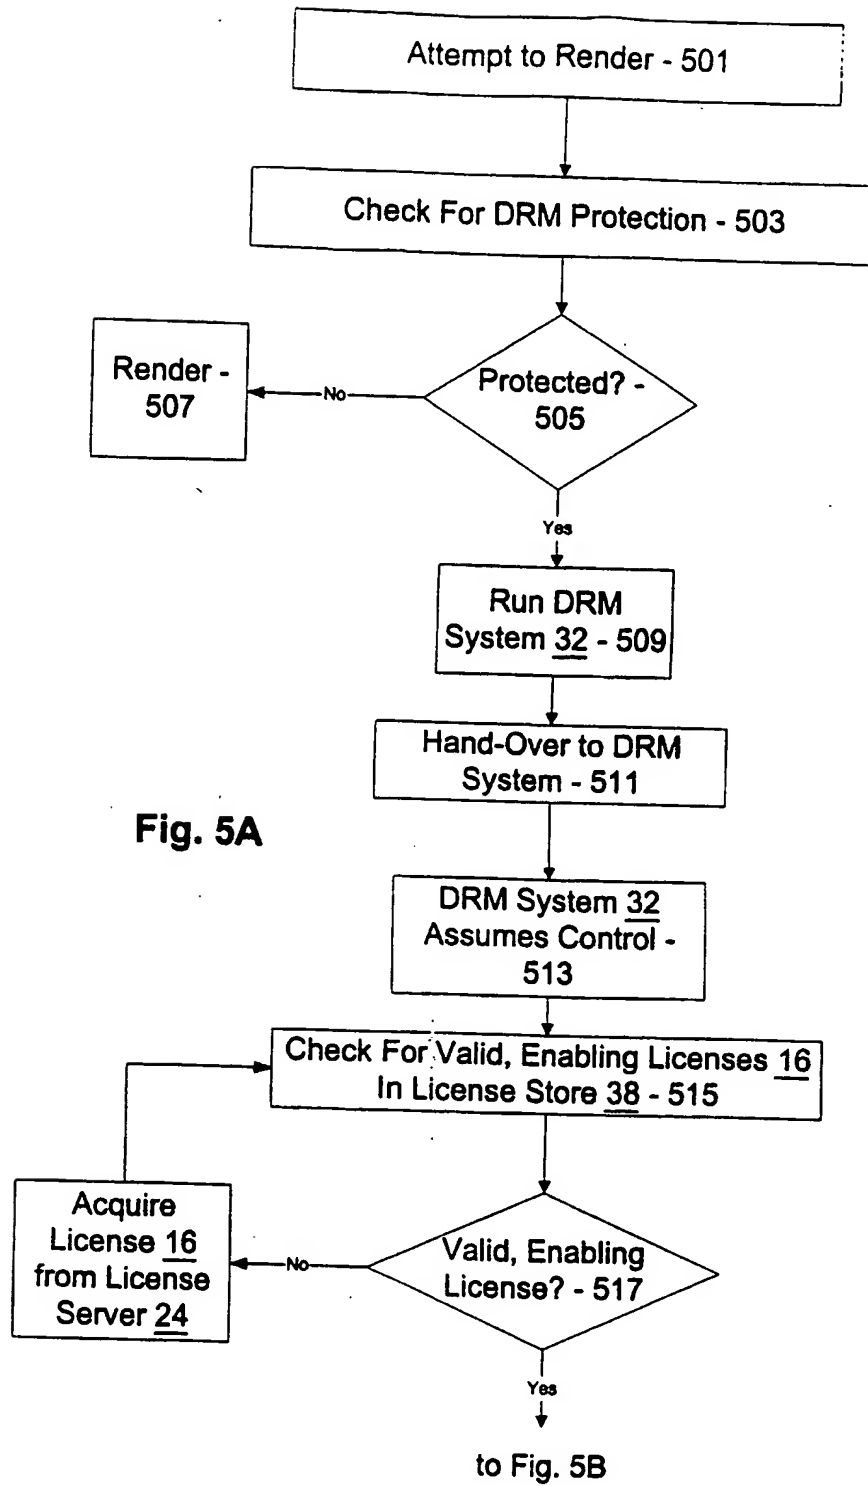 Attempt to Render - 501
Check For DRM Protection - 503
Protected? -
505
No
Render -
507
Yes
Run DRM
System 32 - 509
Hand-Over to DRM
System - 511
Fig. 5A
DRM System 32
Assumes Control -
513
Check For Valid, Enabling Licenses 16
In License Store 38 - 515
Valid, Enabling
License? - 517
No
Acquire
License 16
from License
Server 24
Yes
to Fig. 5B